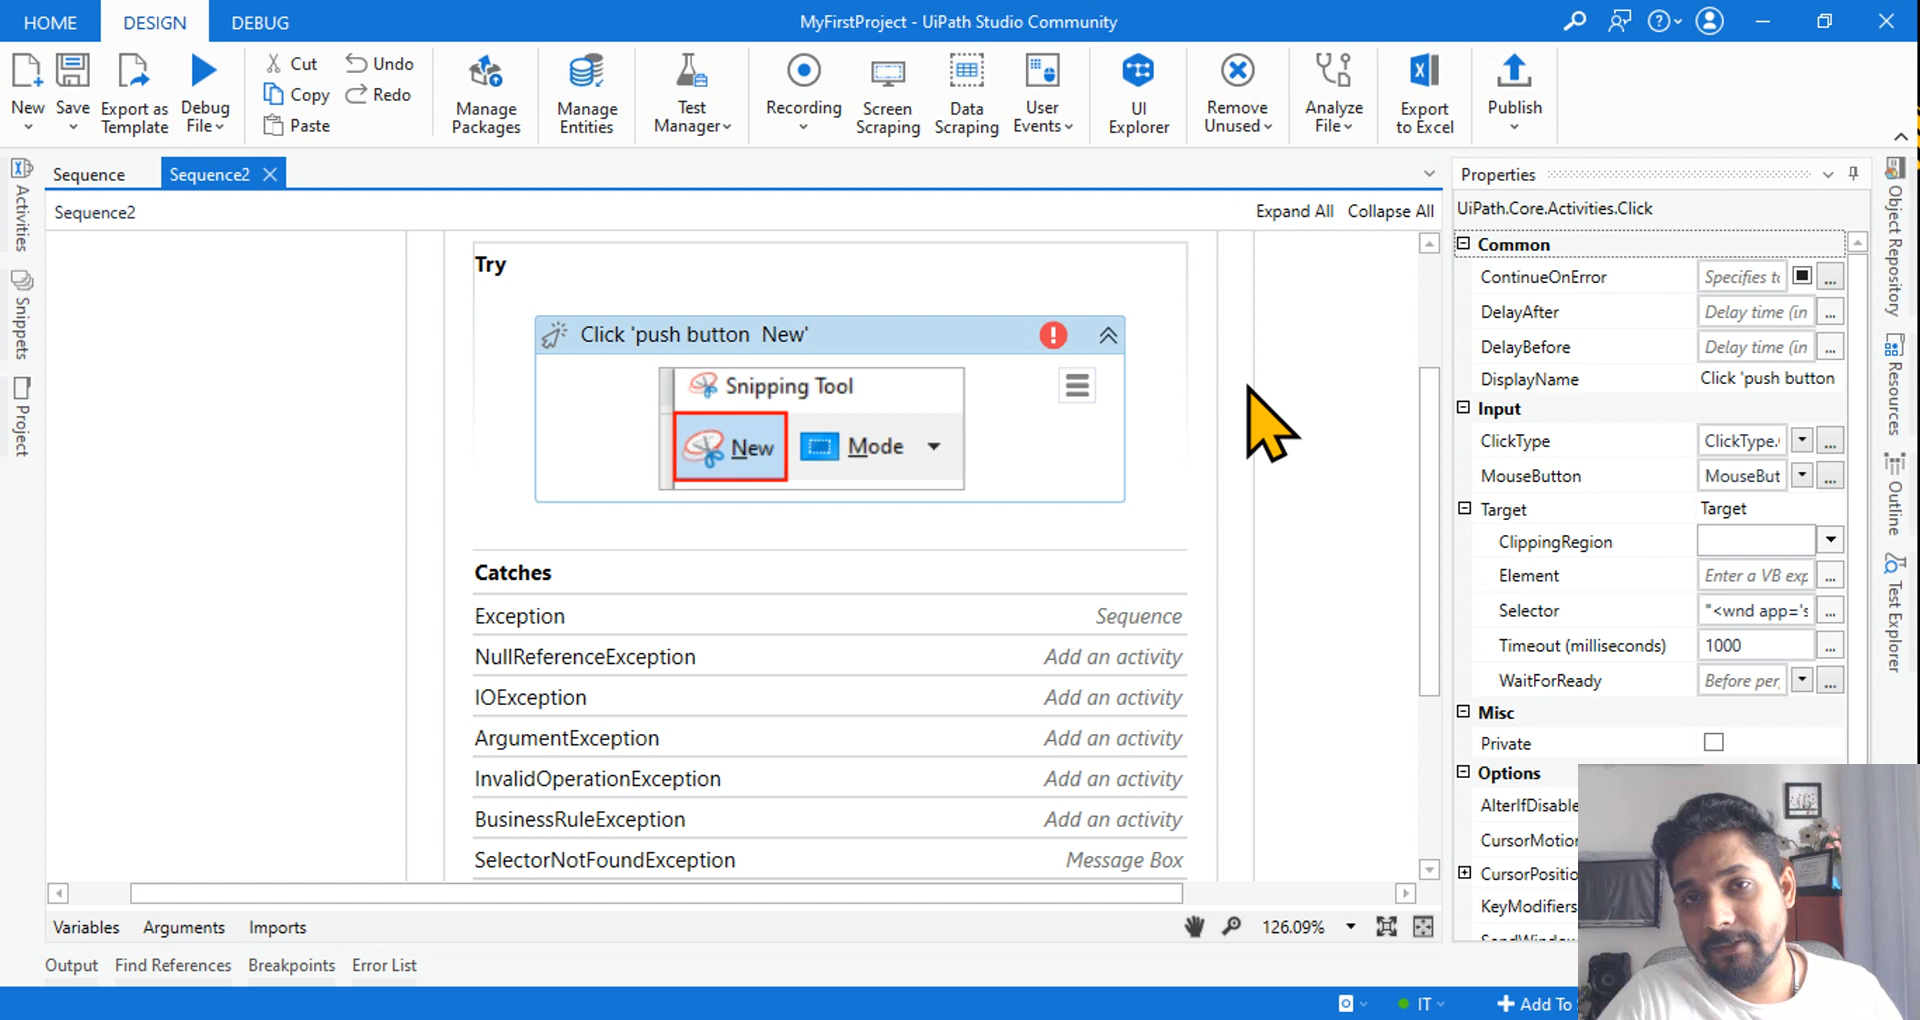 HOME
DESIGN
DEBUG
MyFirstProject - UiPath Studio Community
New
Save
Export as
Template
Debug
File
Cut
Copy
Paste
Undo
Redo
Manage
Packages
Manage
Entities
Test
Manager
Recording
Screen
Scraping
Data
Scraping
User
Events
UI
Explorer
Remove
Unused
Analyze
File
Export
to Excel
Publish
Activities
Snippets
Project
Sequence
Sequence2
Sequence2
Expand All
Collapse All
Try
Click 'push button  New'
Snipping Tool
New
Mode
Catches
Exception Sequence
NullReferenceException Add an activity
IOException Add an activity
ArgumentException Add an activity
InvalidOperationException Add an activity
BusinessRuleException Add an activity
SelectorNotFoundException Message Box
Variables
Arguments
Imports
126.09%
Output
Find References
Breakpoints
Error List
Properties
UiPath.Core.Activities.Click
Common
ContinueOnError Specifies ...
DelayAfter Delay time (in ...
DelayBefore Delay time (in ...
DisplayName Click 'push button
Input
ClickType ClickType. ...
MouseButton MouseBut ...
Target Target
ClippingRegion
Element Enter a VB exp ...
Selector "<wnd app='s ...
Timeout (milliseconds) 1000 ...
WaitForReady Before per ...
Misc
Private
Options
AlterIfDisable
CursorMotion
CursorPositio
KeyModifiers
Object Repository
Resources
Outline
Test Explorer
IT
Add To